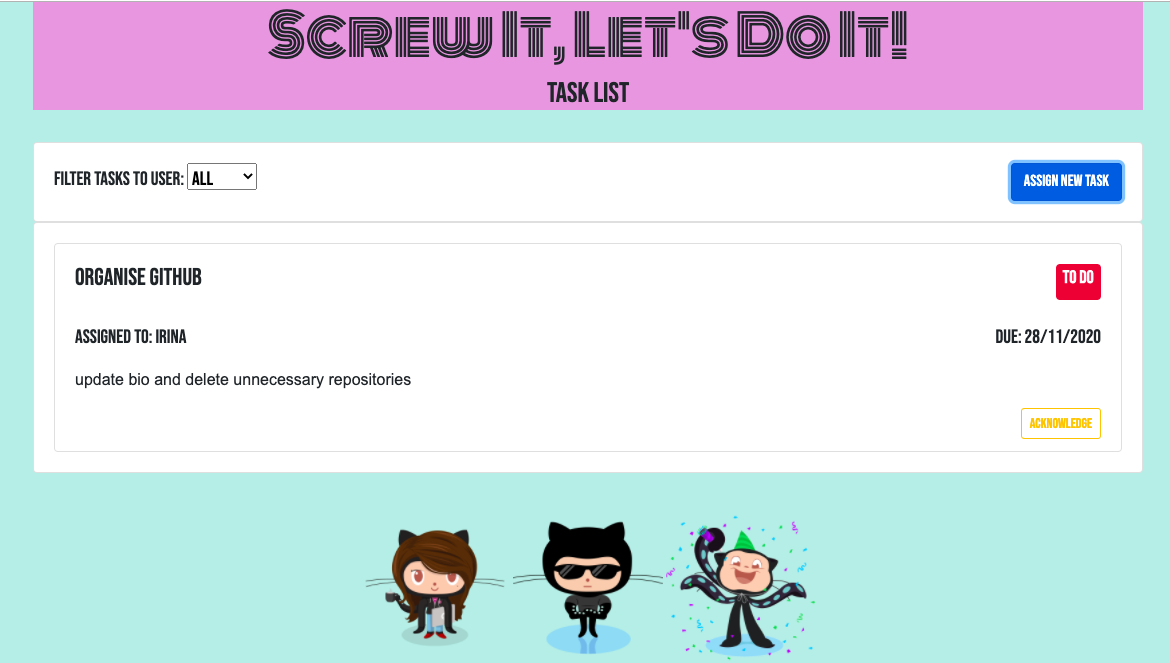 Screw It, Let's Do It!
TASK LIST
FILTER TASKS TO USER: ALL
ASSIGN NEW TASK
ORGANISE GITHUB
TO DO
ASSIGNED TO: IRINA
DUE: 28/11/2020
update bio and delete unnecessary repositories
ACKNOWLEDGE